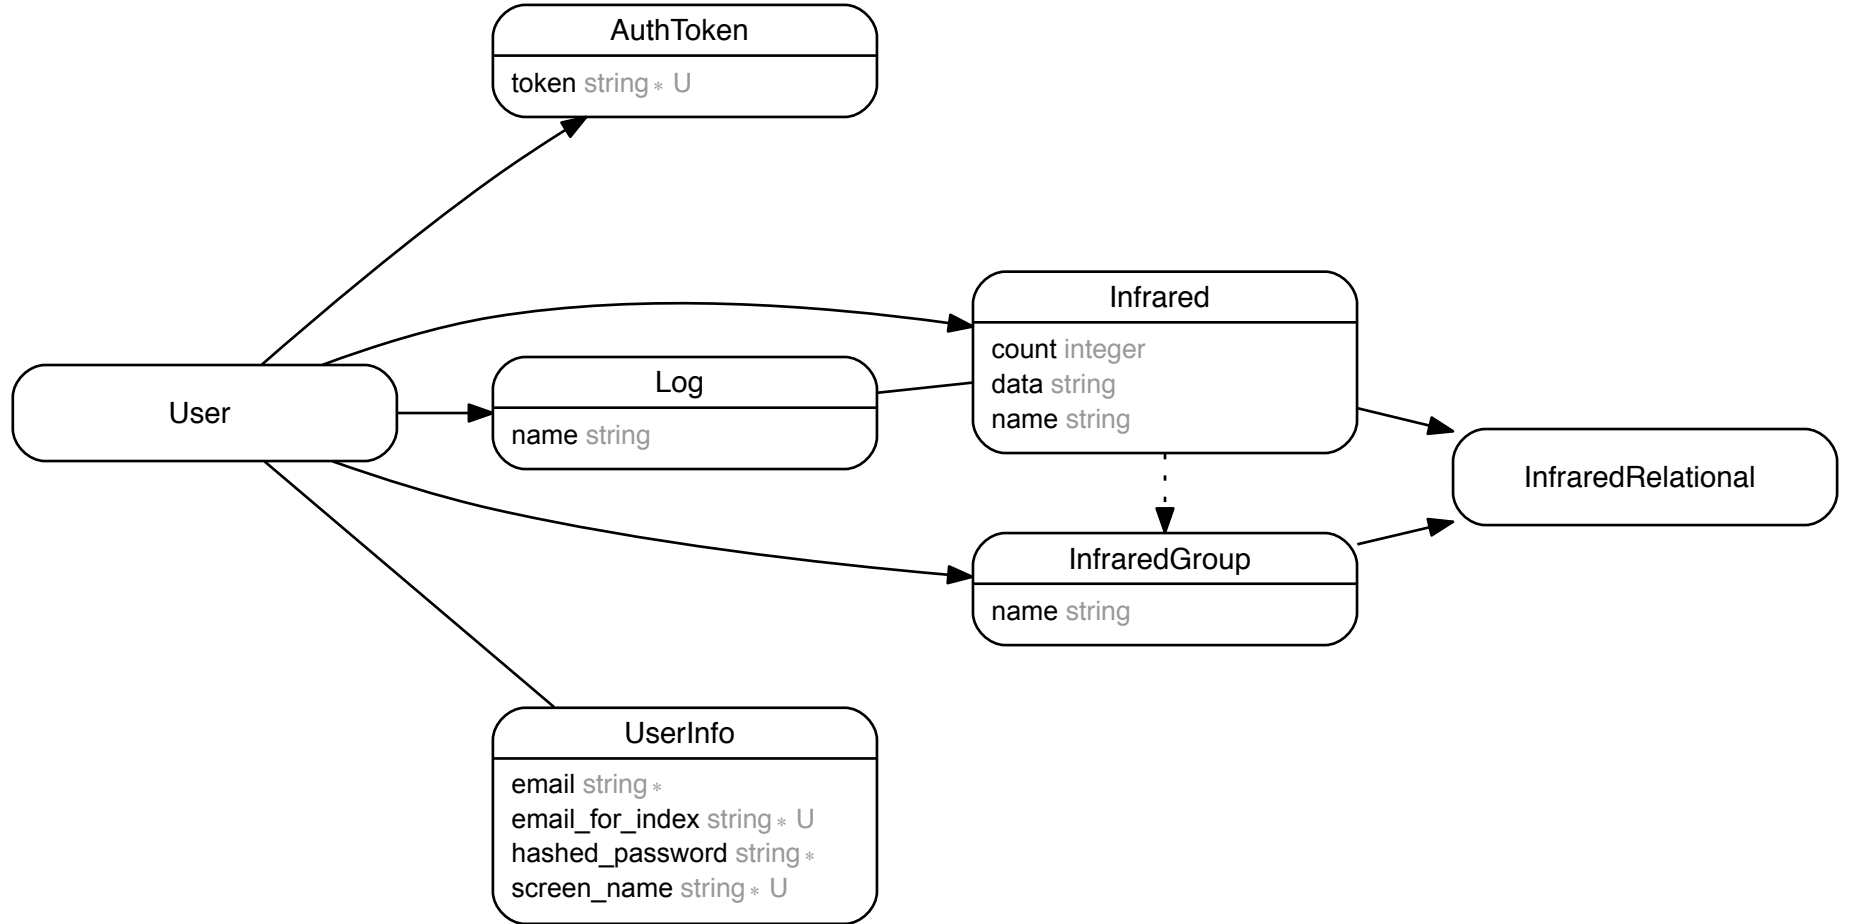 AuthToken
token string* U
Infrared
count integer
data string
name string
Log
name string
User
InfraredRelational
InfraredGroup
name string
UserInfo
email string*
email_for_index string* U
hashed_password string*
screen_name string* U